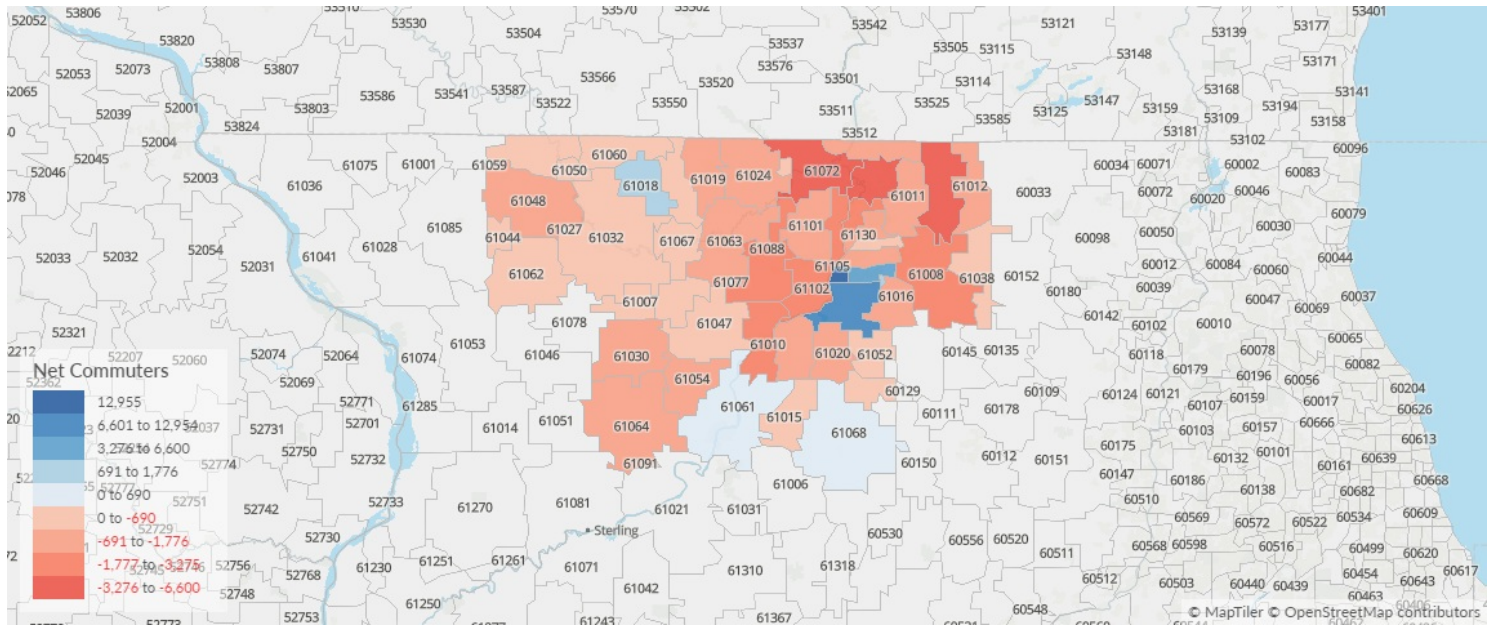 53806 53510 53530 53570 53502 53542 53121 53401
52052 53820 53504 53537 53505 53115 53139 53177
52053 52073 53808 53807 53566 53576 53148 53171
52065 53586 53541 53587 53520 53501 53114 53168 53141
52039 52001 53803 53522 53550 53511 53525 53125 53147 53159 53194
53824 53512 53585 53109 53158
52004 53181 53102
52045 61060 60096
52046 52003 61075 61001 61059 61050 61072 61012 60034 60071 60002 60083
61036 61018 61019 61024 61011 60033 60072 60046
61048 60020 60079
61085 61027 61101 60030
52054 61028 61044 61032 61067 61063 61088 61130 60098 60050
52033 52032 52031 61041 61062 61105 61008 61038 60152 60012 60084 60060 60044
61077 61102 61016 60180 60039 60047 60069 60037
61007 61047 60142 60102 60010
52321 61078 60065
52207 52060 52074 52064 61074 61053 61046 61030 61010 61020 61052 60145 60135 60118 60078 60082
Net Commuters
52362 52069 61054 60129 60109 60124 60121 60179 60196 60056 60204
12,955
52771 61285 61061 60111 60178 60107 60159 60017 60626
6,601 to 12,954
52037 52731 52701 61014 61051 61064 61015 61068 60103 60157 60666 60613
3,276 to 6,600
52774 52750 52732 61091 60150 60112 60151 60175 60132 60101 60161 60639
691 to 1,776
52777 61006 60147 60186 60138 60682 60668
0 to 690
52751 52742 52733 61270 61081 61021 61031 60510 60569 60572 60522 60534 60609
0 to -690
52729 52730 Sterling 60530 60556 60520 60511 60568 60598 60516 60499 60620
-691 to -1,776
-1,777 to -3,275
52745 52746 52756 52768 61230 61251 61261 61071 61310 61318 60512 60503 60440 60439 60454 60643 60617
-3,276 to -6,600
52748 61250 61042 60548 60463
52753 61243 61367
© MapTiler © OpenStreetMap contributors